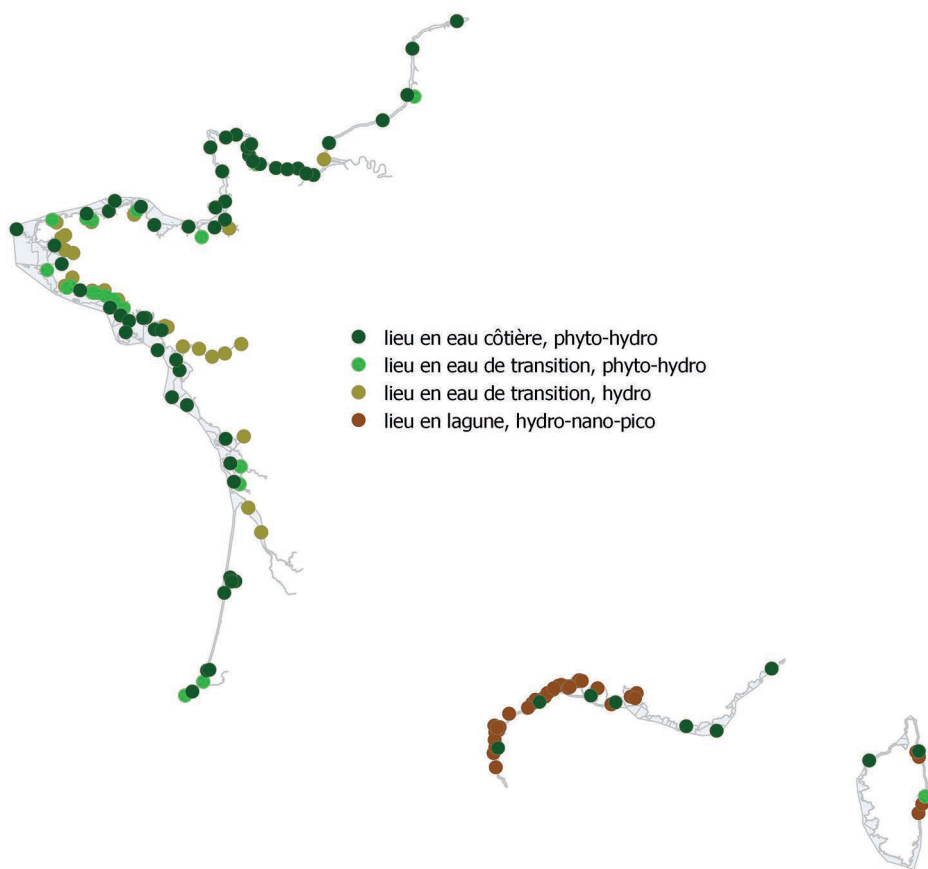 lieu en eau côtière, phyto-hydro
lieu en eau de transition, phyto-hydro
lieu en eau de transition, hydro
lieu en lagune, hydro-nano-pico